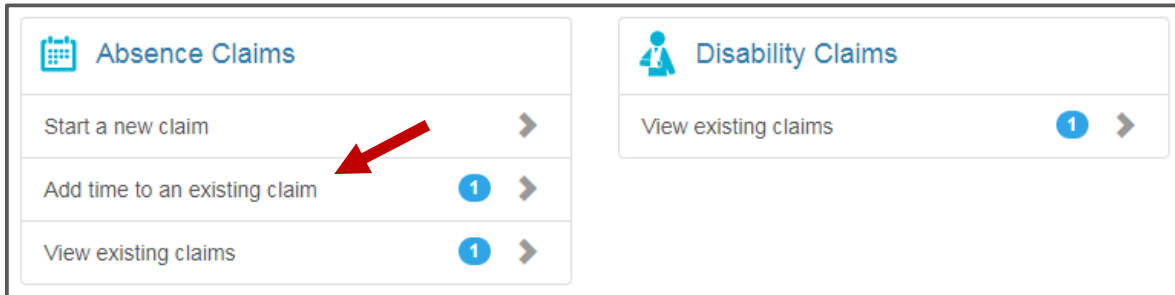 Absence Claims
Start a new claim
Add time to an existing claim 1
View existing claims 1
Disability Claims
View existing claims 1